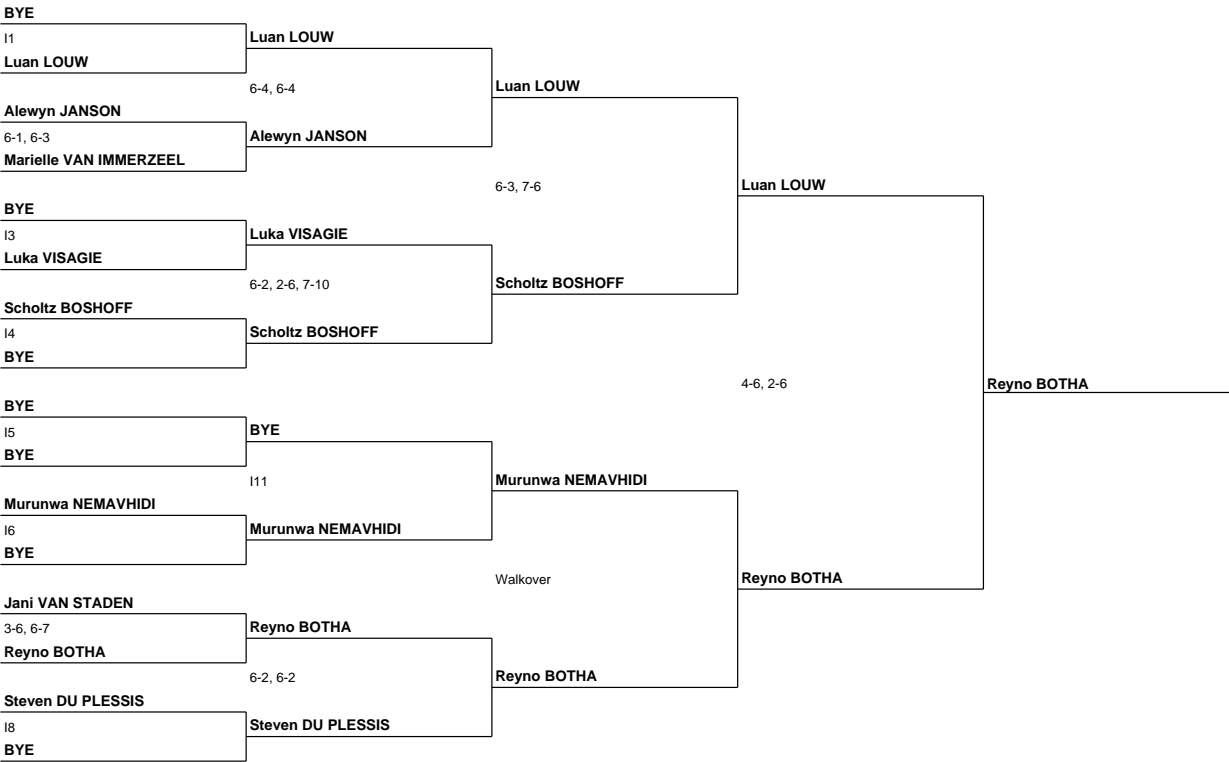 BYE
I1
Luan LOUW
Luan LOUW
6-4, 6-4
Luan LOUW
Alewyn JANSON
6-1, 6-3
Alewyn JANSON
Marielle VAN IMMERZEEL
6-3, 7-6
Luan LOUW
BYE
I3
Luka VISAGIE
Luka VISAGIE
6-2, 2-6, 7-10
Scholtz BOSHOFF
Scholtz BOSHOFF
I4
Scholtz BOSHOFF
BYE
4-6, 2-6
Reyno BOTHA
BYE
I5
BYE
BYE
I11
Murunwa NEMAVHIDI
Murunwa NEMAVHIDI
I6
Murunwa NEMAVHIDI
BYE
Walkover
Reyno BOTHA
Jani VAN STADEN
3-6, 6-7
Reyno BOTHA
Reyno BOTHA
6-2, 6-2
Reyno BOTHA
Steven DU PLESSIS
I8
Steven DU PLESSIS
BYE